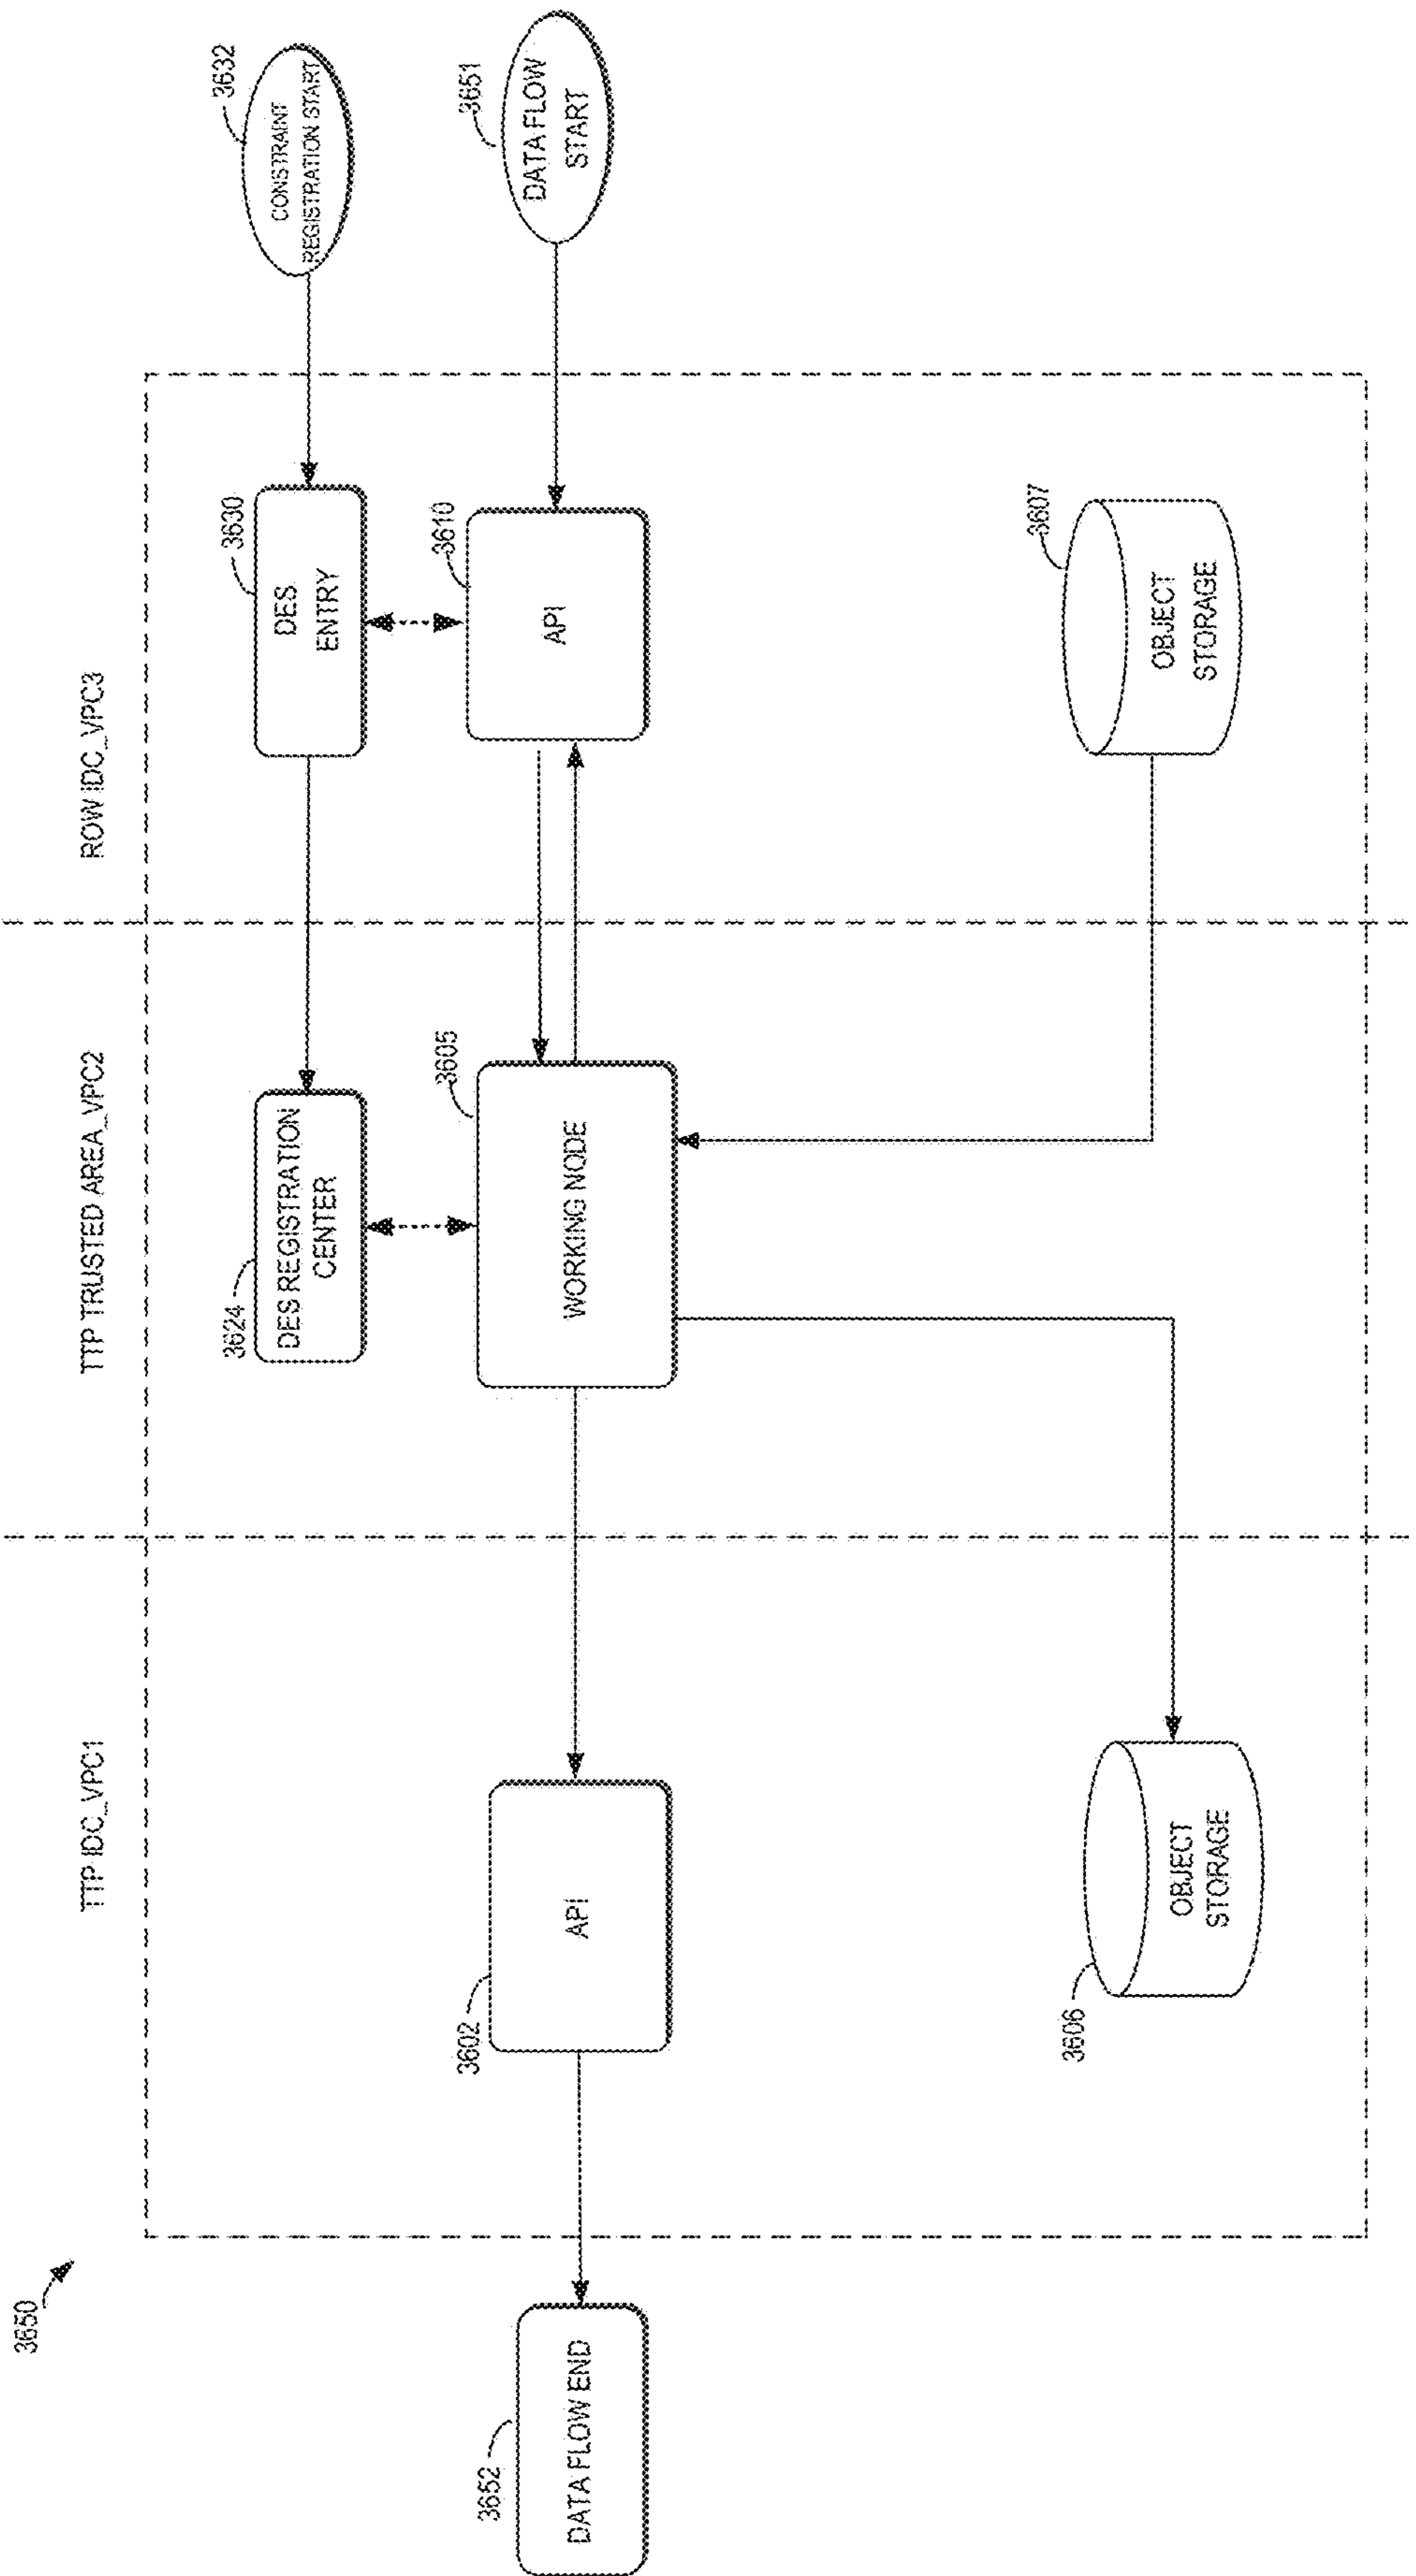 3650
TTP IDC_VPC1
TTP TRUSTED AREA_VPC2
ROW IDC_VPC3
3632
CONSTRAINT
REGISTRATION START
3624
DES REGISTRATION
CENTER
3630
DES
ENTRY
3651
DATA FLOW
START
3652
DATA FLOW END
3602
API
3605
WORKING NODE
3610
API
3606
OBJECT
STORAGE
3607
OBJECT
STORAGE